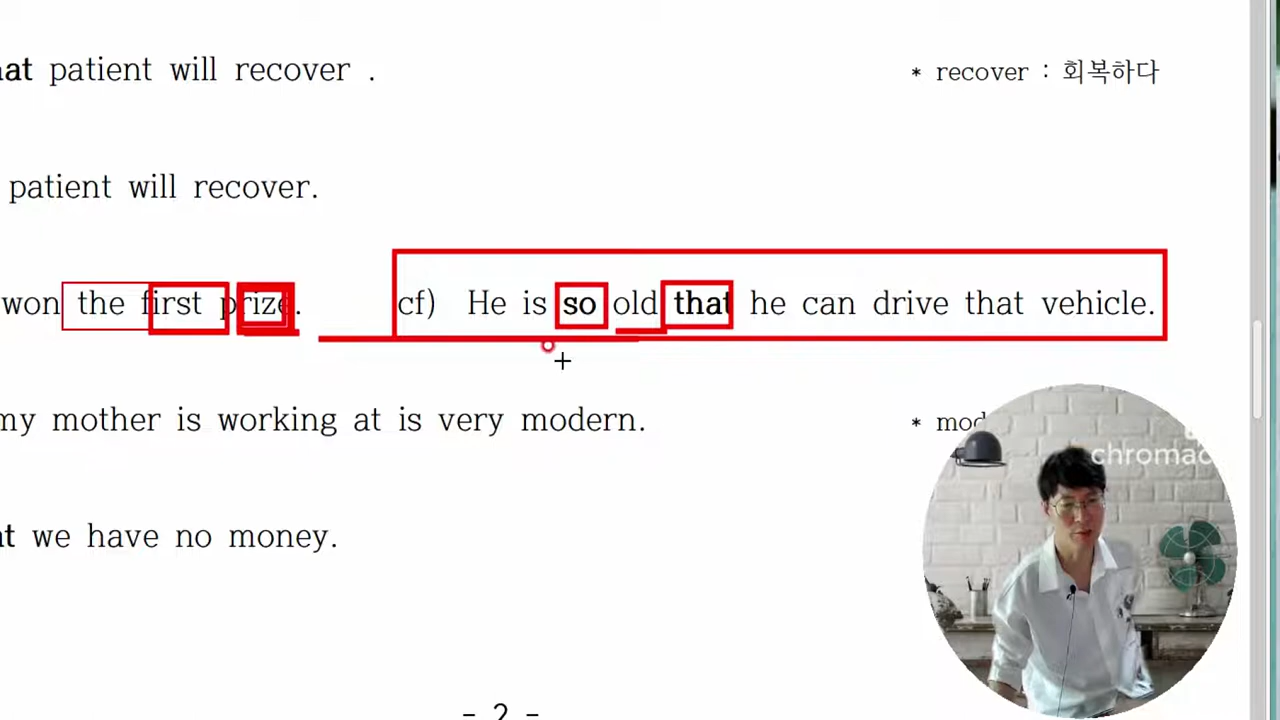 at patient will recover . * recover : 회복하다
patient will recover.
won the first prize. cf) He is so old that he can drive that vehicle.
my mother is working at is very modern. * mod
chromac
t we have no money.
- 2 -